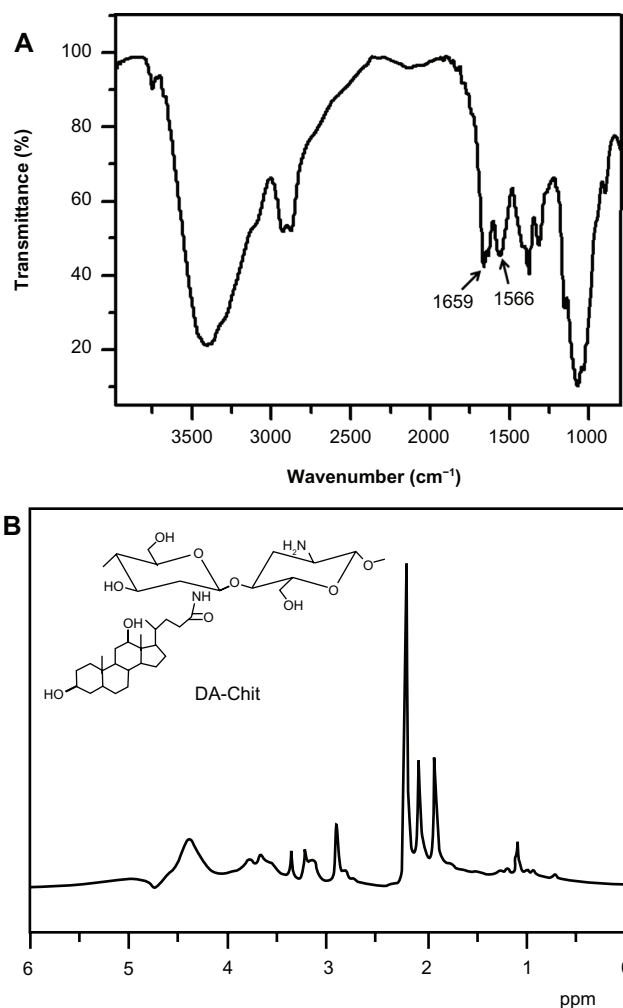 A
100
80
60
40
20
Transmittance (%)
1659
1566
3500 3000 2500 2000 1500 1000
Wavenumber (cm⁻¹)
B
OH
O
HO
O
H₂N
O
O
OH
NH
O
OH
HO
DA-Chit
6 5 4 3 2 1 0
ppm